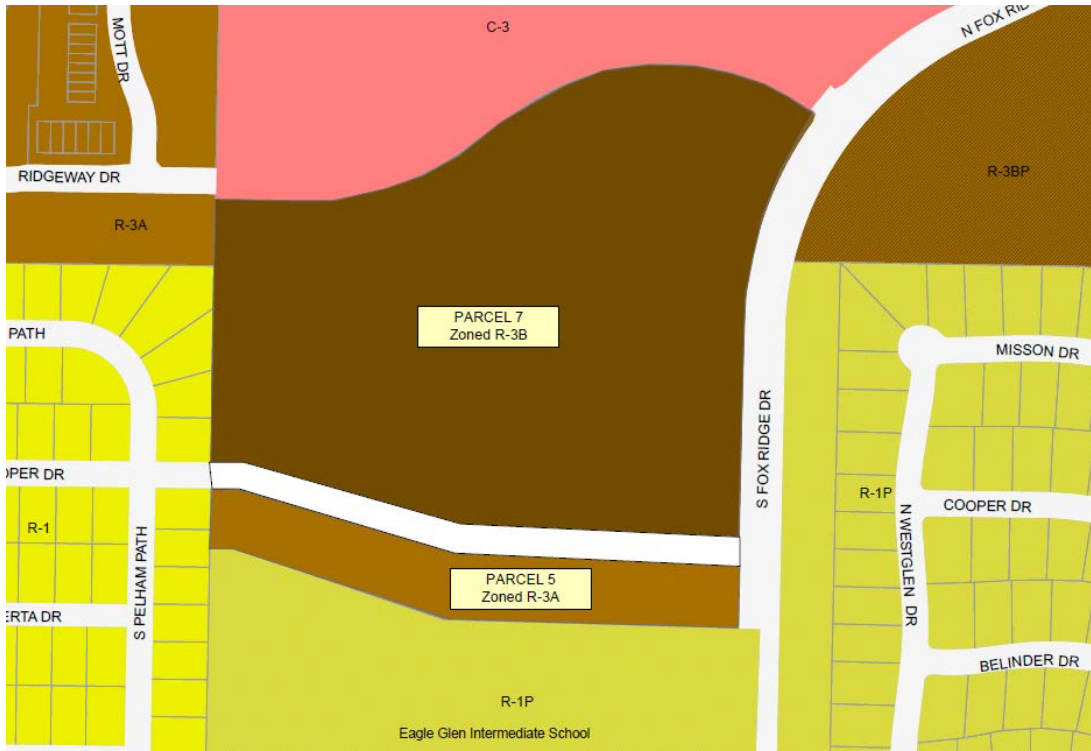 C-3
N FOX RID
MOTT DR
RIDGEWAY DR
R-3BP
R-3A
PARCEL 7
Zoned R-3B
PATH
MISSON DR
S FOX RIDGE DR
OPER DR
R-1P
COOPER DR
R-1
N WESTGLEN DR
S PELHAM PATH
PARCEL 5
Zoned R-3A
ERTA DR
BELINDER DR
R-1P
Eagle Glen Intermediate School